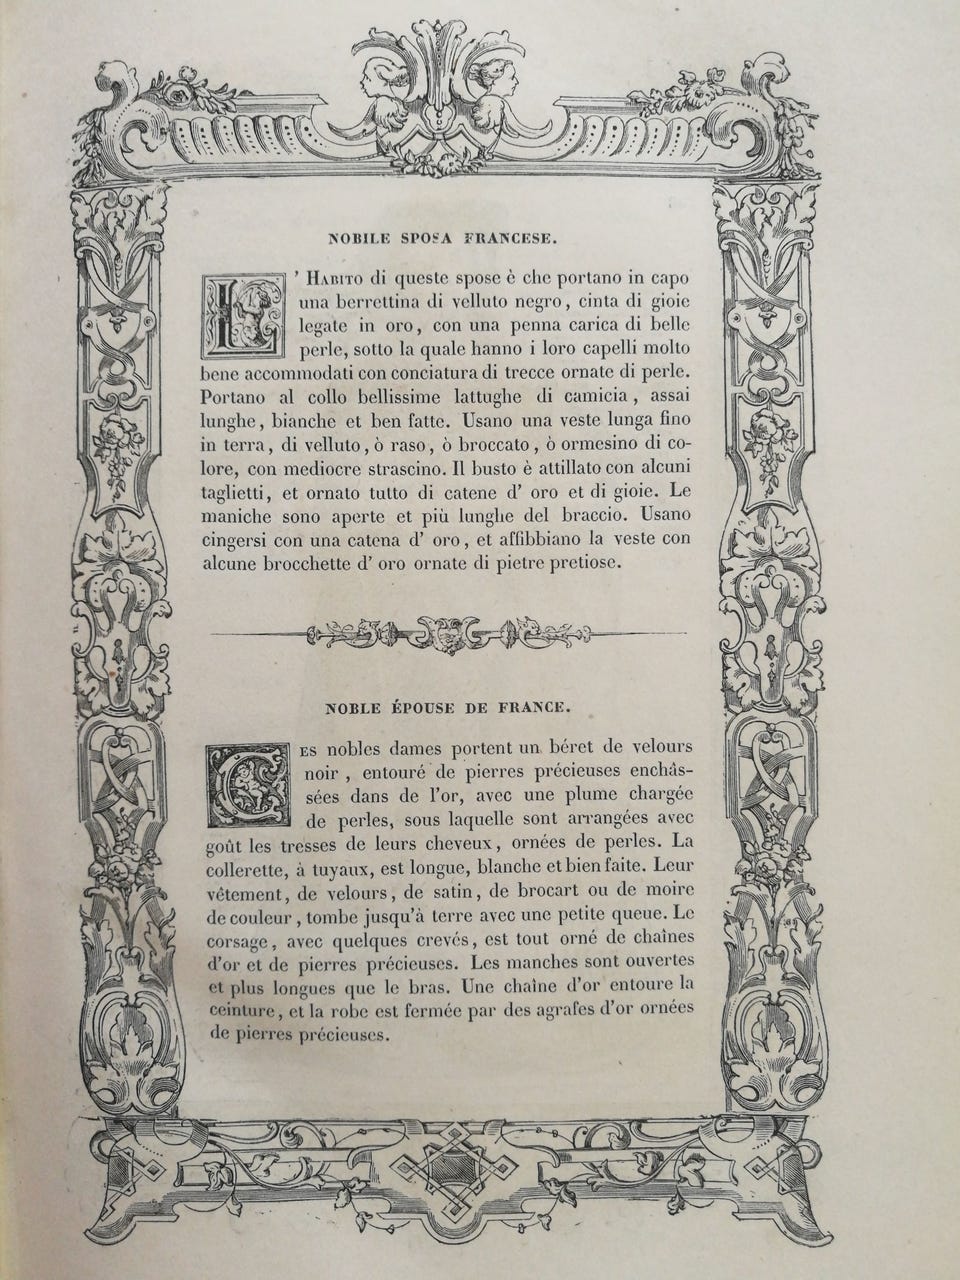 NOBILE SPOSA FRANCESE.
L' HABITO di queste spose è che portano in capo
una berrettina di velluto negro, cinta di gioie
legate in oro, con una penna carica di belle
perle, sotto la quale hanno i loro capelli molto
bene accommodati con conciatura di trecce ornate di perle.
Portano al collo bellissime lattughe di camicia, assai
lunghe, bianche et ben fatte. Usano una veste lunga fino
in terra, di velluto, ò raso, ò broccato, ò ormesino di co-
lore, con mediocre strascino. Il busto è attillato con alcuni
taglietti, et ornato tutto di catene d' oro et di gioie. Le
maniche sono aperte et più lunghe del braccio. Usano
cingersi con una catena d' oro, et affibbiano la veste con
alcune brocchette d' oro ornate di pietre pretiose.
NOBLE ÉPOUSE DE FRANCE.
CES nobles dames portent un béret de velours
noir, entouré de pierres précieuses enchâs-
sées dans de l'or, avec une plume chargée
de perles, sous laquelle sont arrangées avec
goût les tresses de leurs cheveux, ornées de perles. La
collerette, à tuyaux, est longue, blanche et bien faite. Leur
vêtement, de velours, de satin, de brocart ou de moire
de couleur, tombe jusqu'à terre avec une petite queue. Le
corsage, avec quelques crevés, est tout orné de chaînes
d'or et de pierres précieuses. Les manches sont ouvertes
et plus longues que le bras. Une chaîne d'or entoure la
ceinture, et la robe est fermée par des agrafes d'or ornées
de pierres précieuses.